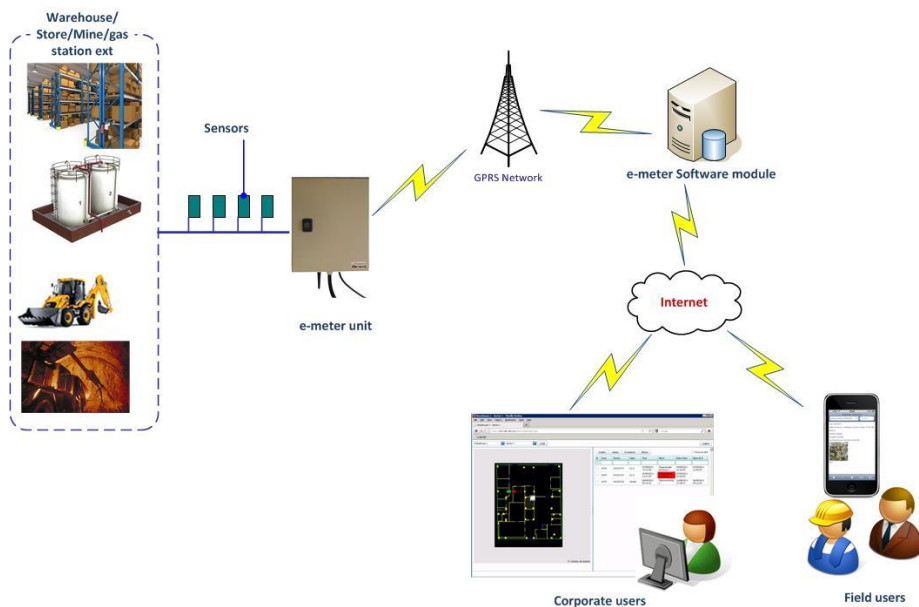 Warehouse/
Store/Mine/gas
station ext
Sensors
GPRS Network
e-meter Software module
e-meter unit
Internet
Corporate users
Field users